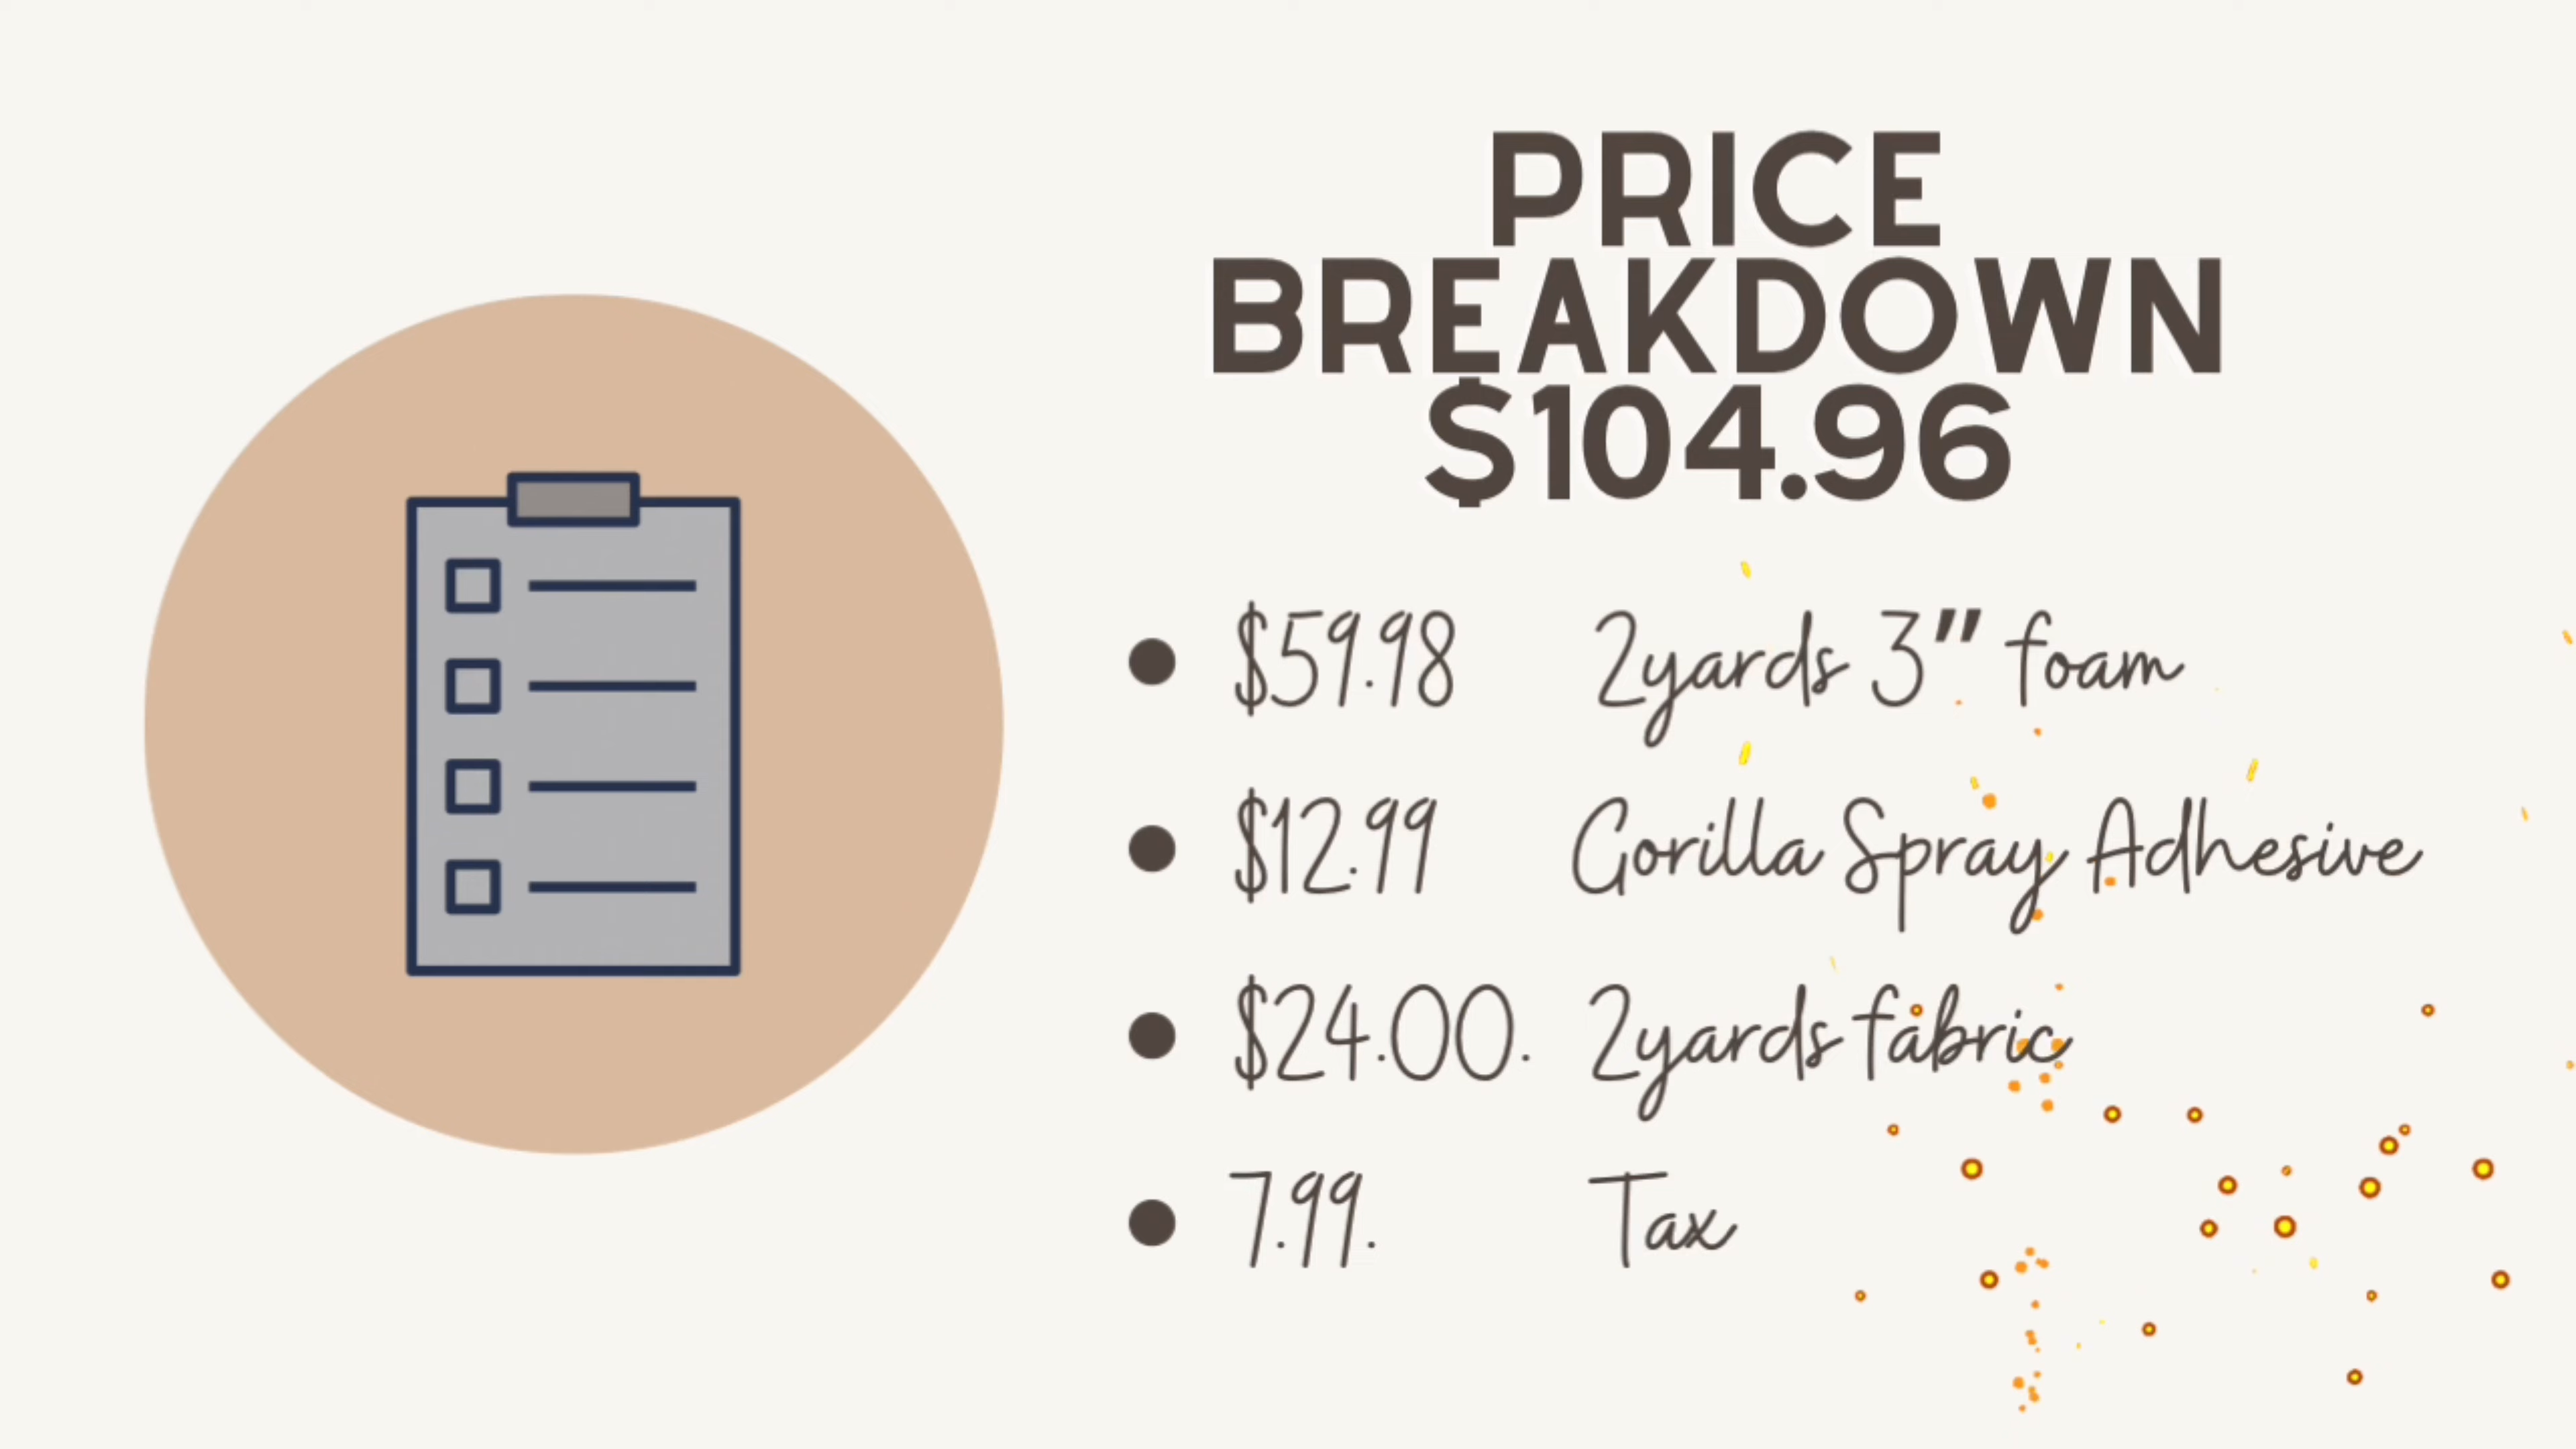 PRICE
BREAKDOWN
$104.96
• $59.98 2yards 3" foam
• $12.99 Gorilla Spray Adhesive
• $24.00. 2yards fabric
• 7.99. Tax